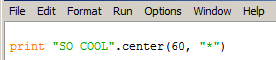 File Edit Format Run Options Window Help
print "SO COOL".center(60, "*")